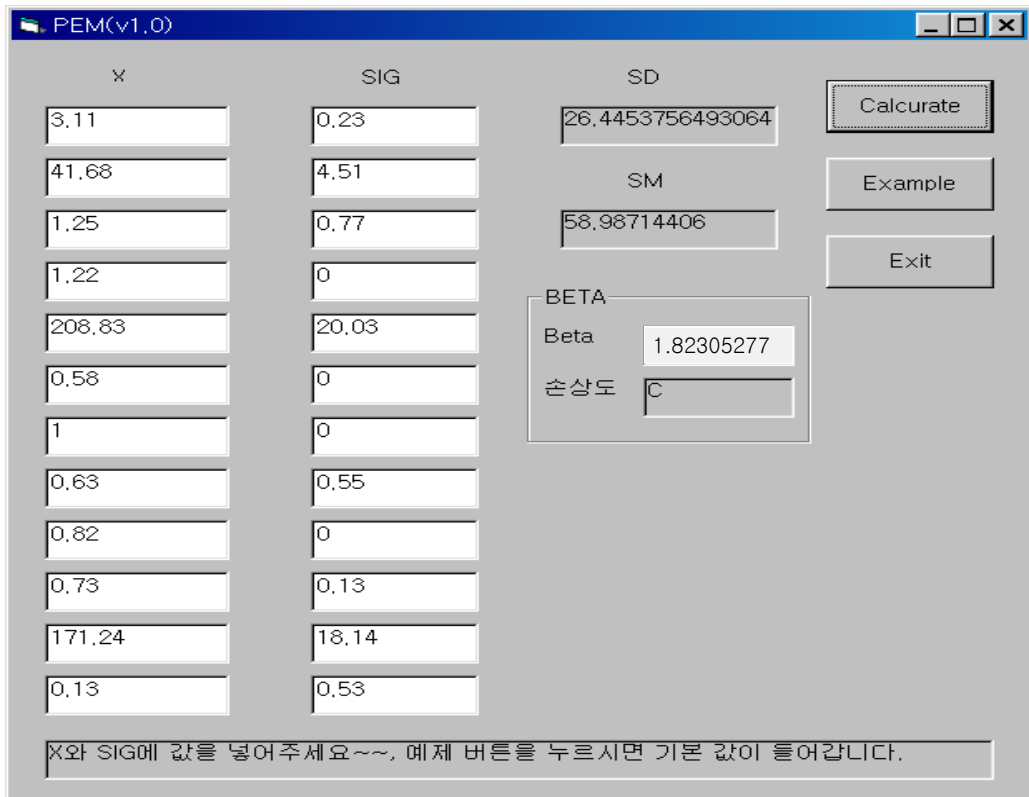 PEM(v1.0)
X SIG SD
3.11 0.23 26.4453756493064 Calcurate
41.68 4.51 SM Example
1.25 0.77 58.98714406
1.22 0 Exit
BETA
208.83 20.03 Beta 1.82305277
0.58 0 손상도 C
1 0
0.63 0.55
0.82 0
0.73 0.13
171.24 18.14
0.13 0.53
X와 SIG에 값을 넣어주세요~~, 예제 버튼을 누르시면 기본 값이 들어갑니다.